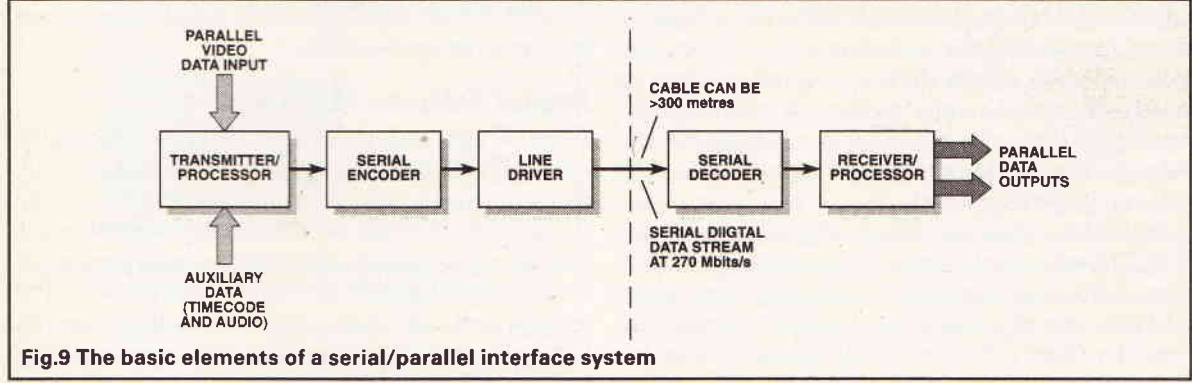 PARALLEL
VIDEO
DATA INPUT
CABLE CAN BE
>300 metres
TRANSMITTER/
PROCESSOR
SERIAL
ENCODER
LINE
DRIVER
SERIAL
DECODER
RECEIVER/
PROCESSOR
PARALLEL
DATA
OUTPUTS
SERIAL DIIGTAL
DATA STREAM
AT 270 Mbits/s
AUXILIARY
DATA
(TIMECODE
AND AUDIO)
Fig.9 The basic elements of a serial/parallel interface system